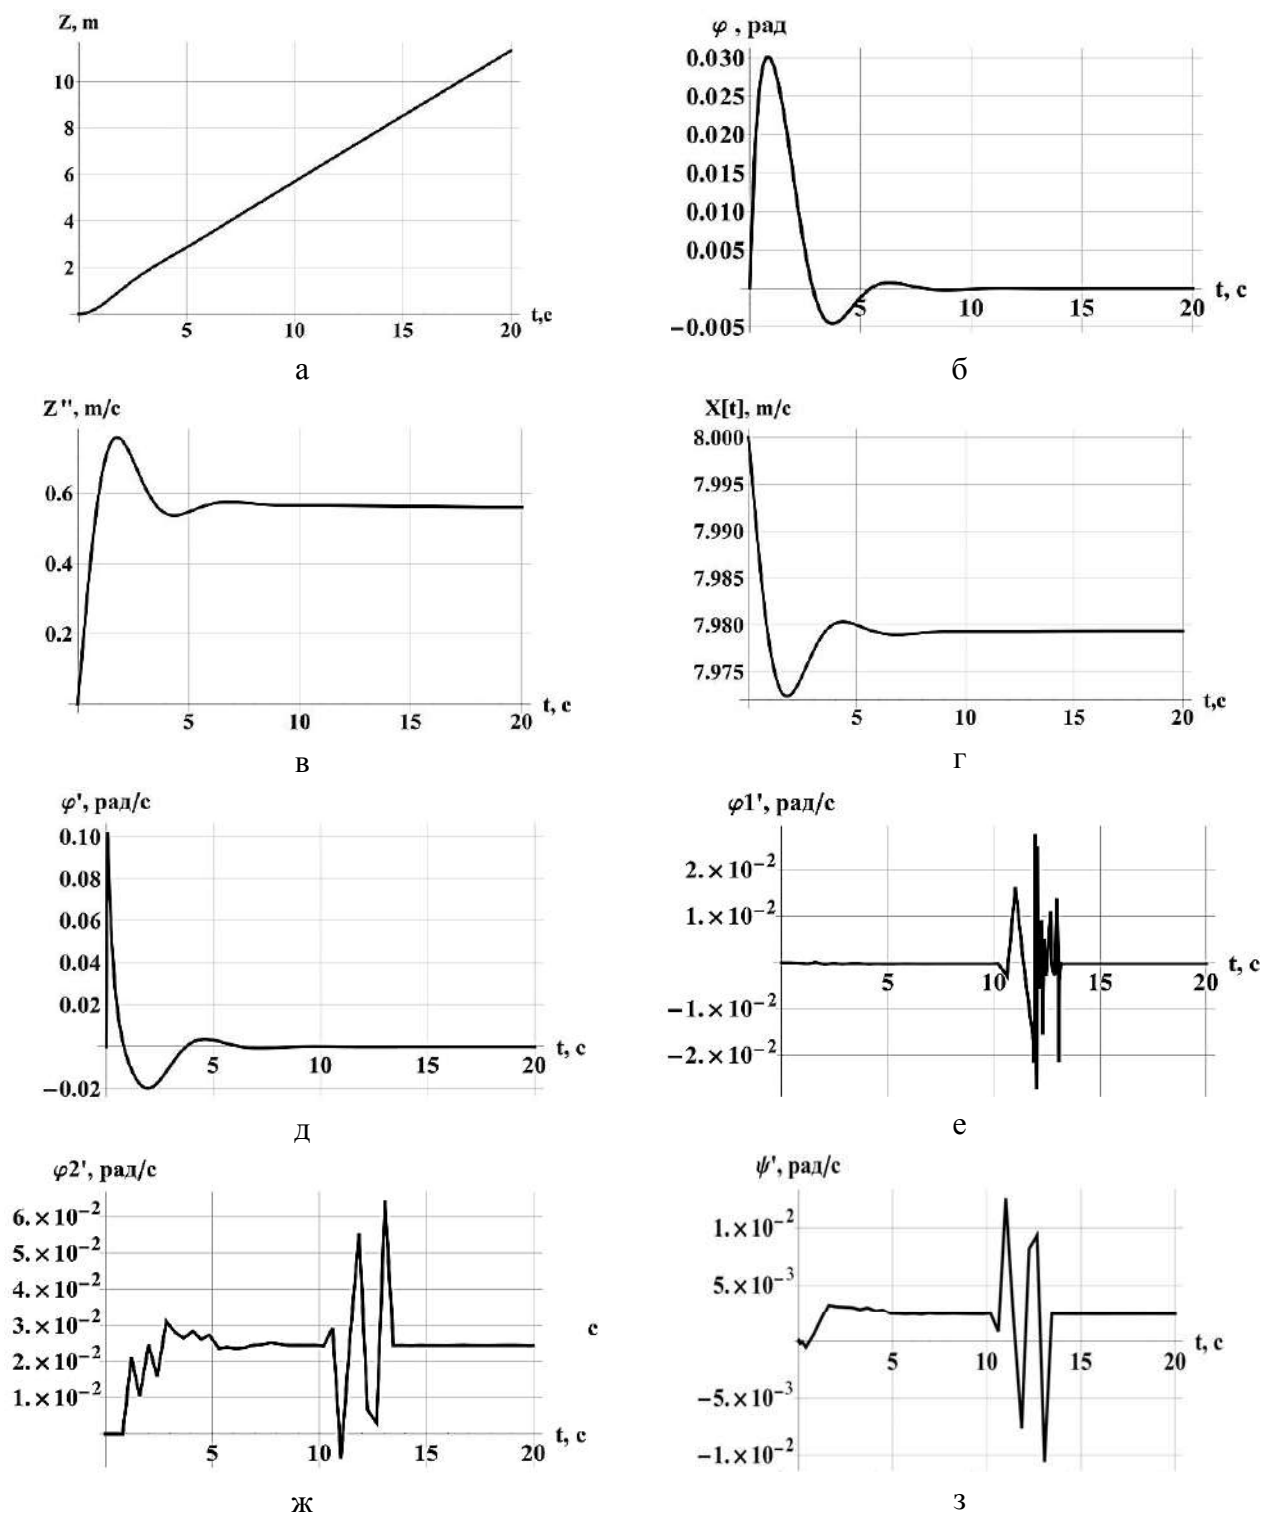 Z, m
10
8
6
4
2
5
10
15
20
t,c
а
φ , рад
0.030
0.025
0.020
0.015
0.010
0.005
−0.005
5
10
15
20
t, c
б
Z'', m/c
0.6
0.4
0.2
5
10
15
20
t, c
в
X[t], m/c
8.000
7.995
7.990
7.985
7.980
7.975
5
10
15
20
t,c
г
φ', рад/с
0.10
0.08
0.06
0.04
0.02
−0.02
5
10
15
20
t, c
д
φ1', рад/с
2.×10⁻²
1.×10⁻²
−1.×10⁻²
−2.×10⁻²
5
10
15
20
t, c
е
φ2', рад/с
6.×10⁻²
5.×10⁻²
4.×10⁻²
3.×10⁻²
2.×10⁻²
1.×10⁻²
5
10
15
20
t, c
с
ж
ψ', рад/с
1.×10⁻²
5.×10⁻³
−5.×10⁻³
−1.×10⁻²
5
10
15
20
t, c
з